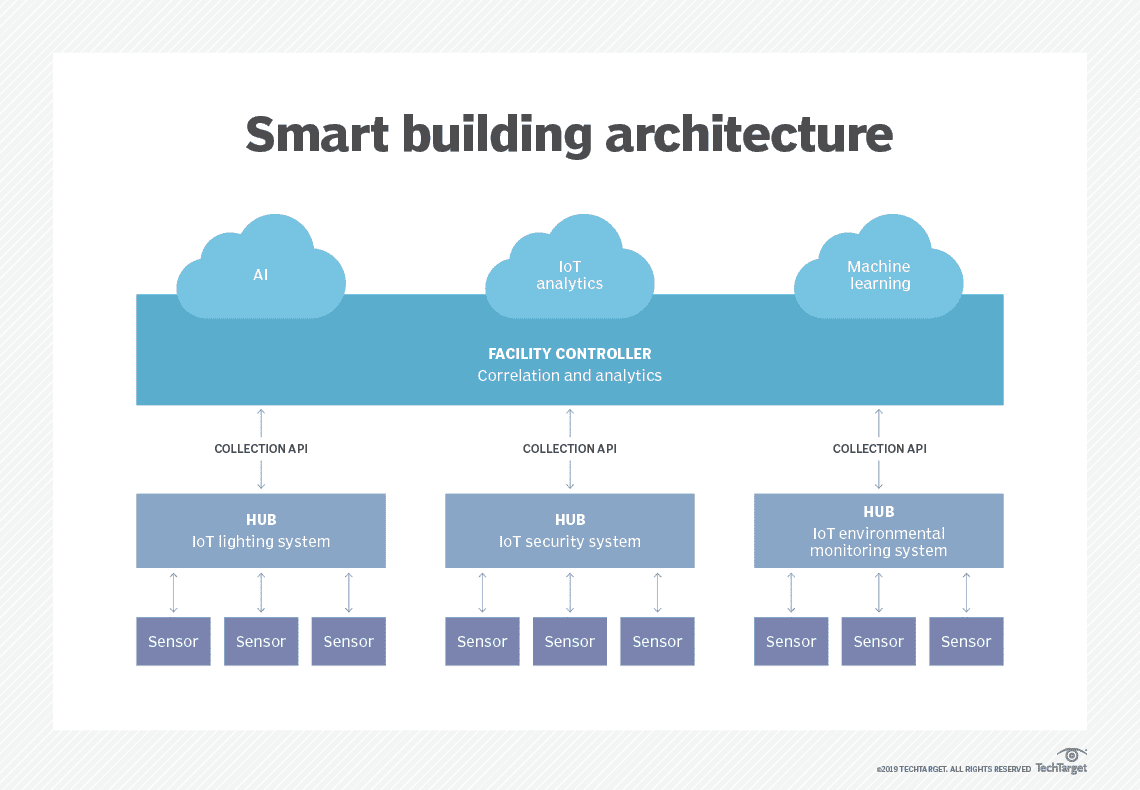 Smart building architecture
AI
IoT
analytics
Machine
learning
FACILITY CONTROLLER
Correlation and analytics
COLLECTION API
COLLECTION API
COLLECTION API
HUB
IoT lighting system
HUB
IoT security system
HUB
IoT environmental
monitoring system
Sensor
Sensor
Sensor
Sensor
Sensor
Sensor
Sensor
Sensor
Sensor
©2019 TECHTARGET. ALL RIGHTS RESERVED TechTarget